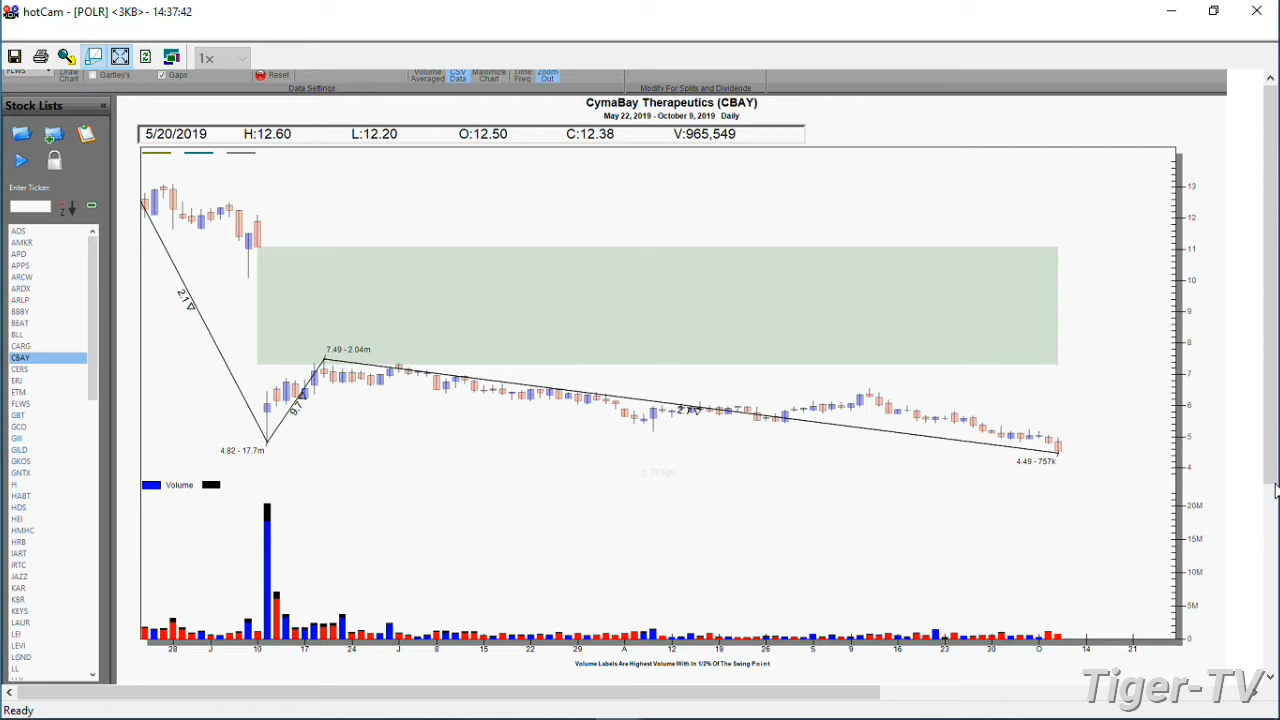 hotCam - [POLR] <3KB> - 14:37:42
1x
FLWS
Draw Chart
Gartley's
Gaps
Reset
Volume Averaged
CSV Data
Maximize Chart
Time Freq
Zoom Out
Data Settings
Modify For Splits and Dividends
Stock Lists «
CymaBay Therapeutics (CBAY)
May 22, 2019 - October 9, 2019 Daily
5/20/2019 H:12.60 L:12.20 O:12.50 C:12.38 V:965,549
Enter Ticker:
ADS
AMKR
APD
APPS
ARCW
ARDX
ARLP
BBBY
BEAT
BLL
CARG
CBAY
CERS
ERJ
ETM
FLWS
GBT
GCO
GIII
GILD
GKOS
GNTX
H
HABT
HDS
HEI
HMHC
HRB
IART
IRTC
JAZZ
KAR
KBR
KEYS
LAUR
LEI
LEVI
LGND
LL
13
12
11
10
9
8
7
6
5
4
2.1
7.49 - 2.04m
9.7
4.82 - 17.7m
4.49 - 757k
© TFNN
Volume
20M
15M
10M
5M
0
28 J 10 17 24 J 8 15 22 29 A 12 19 26 S 9 16 23 30 O 14 21
Volume Labels Are Highest Volume With In 1/2% Of The Swing Point
Tiger-TV
Ready